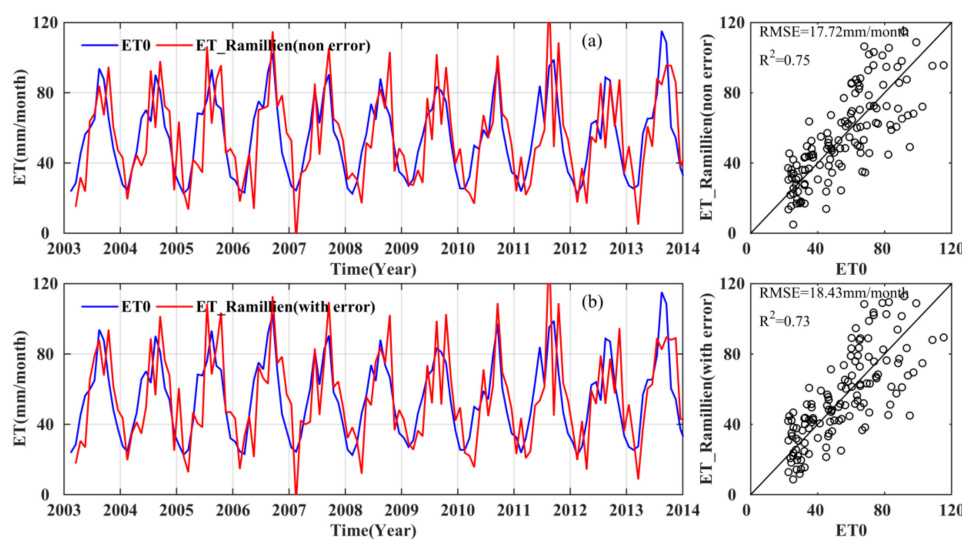 120
80
40
0
ET(mm/month)
ET0
ET_Ramillien(non error)
(a)
2003 2004 2005 2006 2007 2008 2009 2010 2011 2012 2013 2014
Time(Year)
120
80
40
0
ET_Ramillien(non error)
RMSE=17.72mm/month
R²=0.75
0 40 80 120
ET0
120
80
40
0
ET(mm/month)
ET0
ET_Ramillien(with error)
(b)
2003 2004 2005 2006 2007 2008 2009 2010 2011 2012 2013 2014
Time(Year)
120
80
40
0
ET_Ramillien(with error)
RMSE=18.43mm/month
R²=0.73
0 40 80 120
ET0